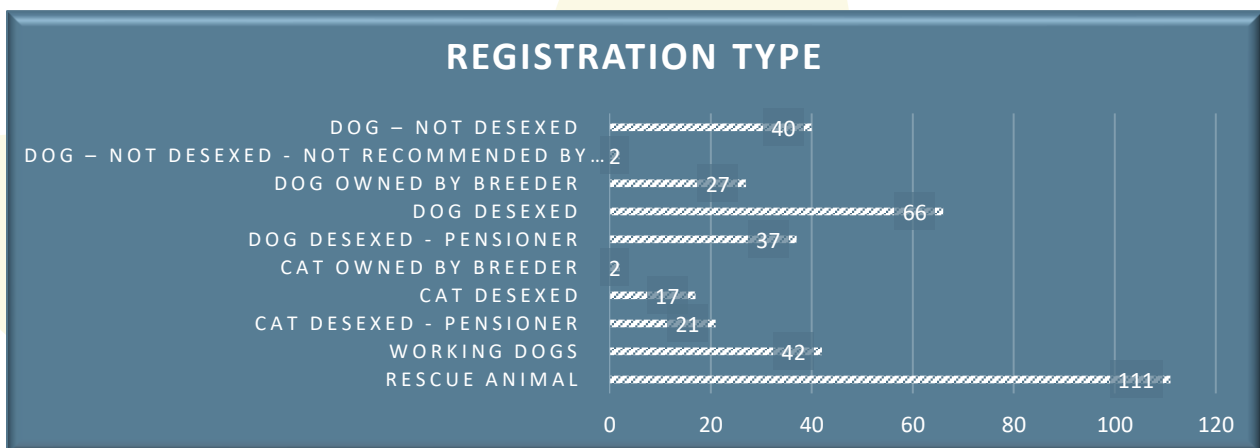 REGISTRATION TYPE
DOG – NOT DESEXED 40
DOG – NOT DESEXED - NOT RECOMMENDED BY… 2
DOG OWNED BY BREEDER 27
DOG DESEXED 66
DOG DESEXED - PENSIONER 37
CAT OWNED BY BREEDER 2
CAT DESEXED 17
CAT DESEXED - PENSIONER 21
WORKING DOGS 42
RESCUE ANIMAL 111
0 20 40 60 80 100 120